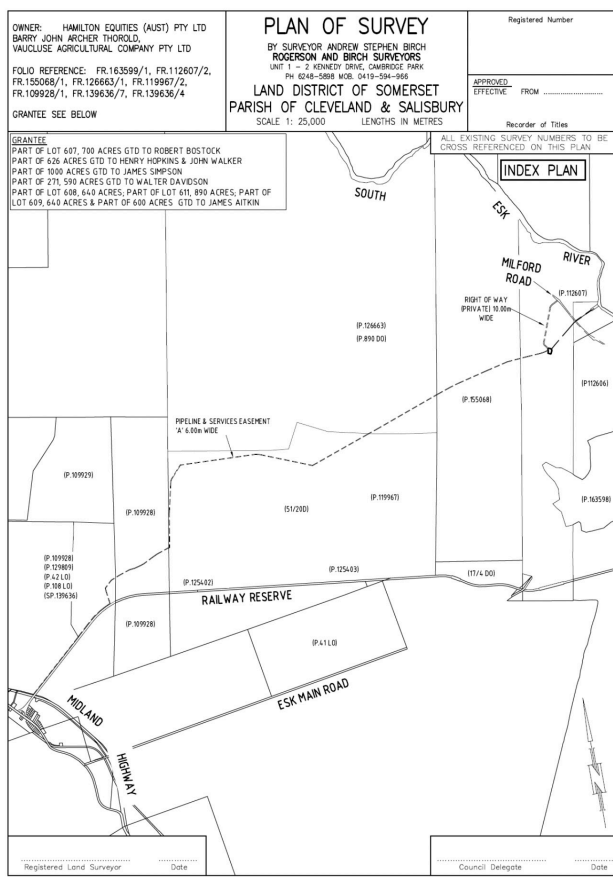 OWNER: HAMILTON EQUITIES (AUST) PTY LTD
BARRY JOHN ARCHER THOROLD,
VAUCLUSE AGRICULTURAL COMPANY PTY LTD
FOLIO REFERENCE: FR.163599/1, FR.112607/2,
FR.155068/1, FR.126663/1, FR.119967/2,
FR.109928/1, FR.139636/7, FR.139636/4
GRANTEE SEE BELOW
PLAN OF SURVEY
BY SURVEYOR ANDREW STEPHEN BIRCH
ROGERSON AND BIRCH SURVEYORS
UNIT 1 - 2 KENNEDY DRIVE, CAMBRIDGE PARK
PH 6248-5898 MOB. 0419-594-966
LAND DISTRICT OF SOMERSET
PARISH OF CLEVELAND & SALISBURY
SCALE 1: 25,000 LENGTHS IN METRES
Registered Number
APPROVED
EFFECTIVE FROM ..........................
Recorder of Titles
ALL EXISTING SURVEY NUMBERS TO BE
CROSS REFERENCED ON THIS PLAN
GRANTEE
PART OF LOT 607, 700 ACRES GTD TO ROBERT BOSTOCK
PART OF 626 ACRES GTD TO HENRY HOPKINS & JOHN WALKER
PART OF 1000 ACRES GTD TO JAMES SIMPSON
PART OF 271, 590 ACRES GTD TO WALTER DAVIDSON
PART OF LOT 608, 640 ACRES; PART OF LOT 611, 890 ACRES; PART OF
LOT 609, 640 ACRES & PART OF 600 ACRES GTD TO JAMES AITKIN
INDEX PLAN
SOUTH
ESK
RIVER
MILFORD
ROAD
(P.112607)
RIGHT OF WAY
(PRIVATE) 10.00m
WIDE
(P.126663)
(P.890 DO)
(P112606)
(P.155068)
PIPELINE & SERVICES EASEMENT
'A' 6.00m WIDE
(P.109929)
(P.119967)
(P.163598)
(P.109928)
(51/20D)
(P.109928)
(P.129809)
(P.42 LO)
(P.108 LO)
(SP.139636)
(P.125403)
(17/4 DO)
(P.125402)
RAILWAY RESERVE
(P.109928)
(P.41 LO)
ESK MAIN ROAD
MIDLAND
HIGHWAY
Registered Land Surveyor Date
Council Delegate Date